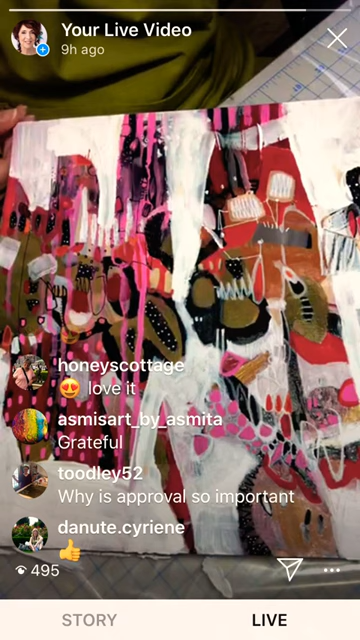 Your Live Video
9h ago
honeyscottage
😍 love it
asmisart_by_asmita
Grateful
toodley52
Why is approval so important
danute.cyriene
👍
495
STORY
LIVE